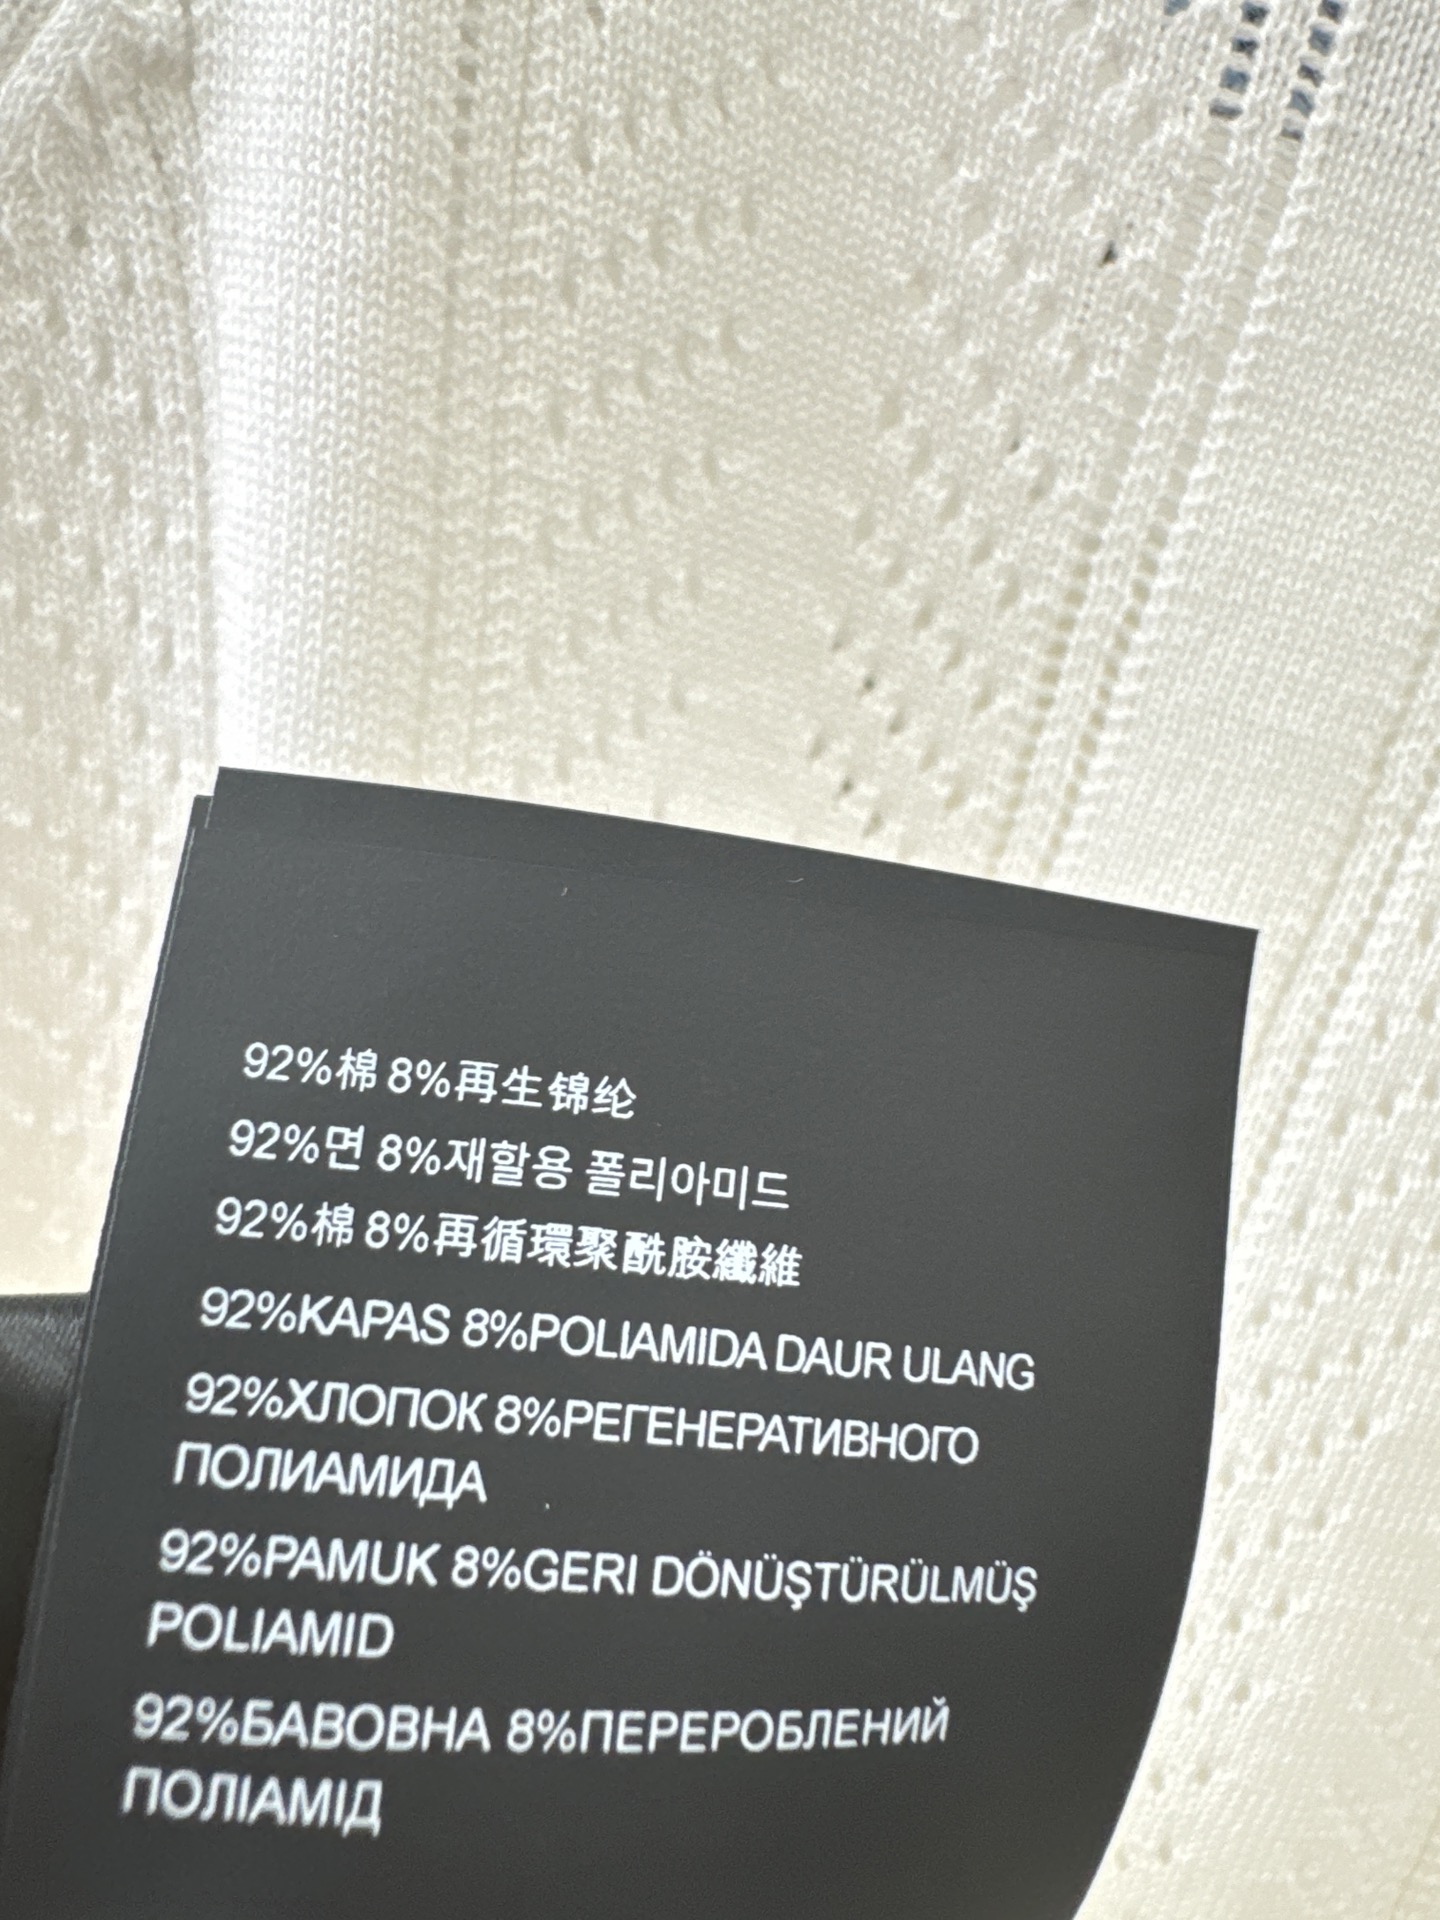 92%棉 8%再生锦纶
92%면 8%재활용 폴리아미드
92%棉 8%再循環聚酰胺纖維
92%KAPAS 8%POLIAMIDA DAUR ULANG
92%ХЛОПОК 8%РЕГЕНЕРАТИВНОГО
ПОЛИАМИДА
92%PAMUK 8%GERI DÖNÜŞTÜRÜLMÜŞ
POLIAMID
92%БАВОВНА 8%ПЕРЕРОБЛЕНИЙ
ПОЛІАМІД